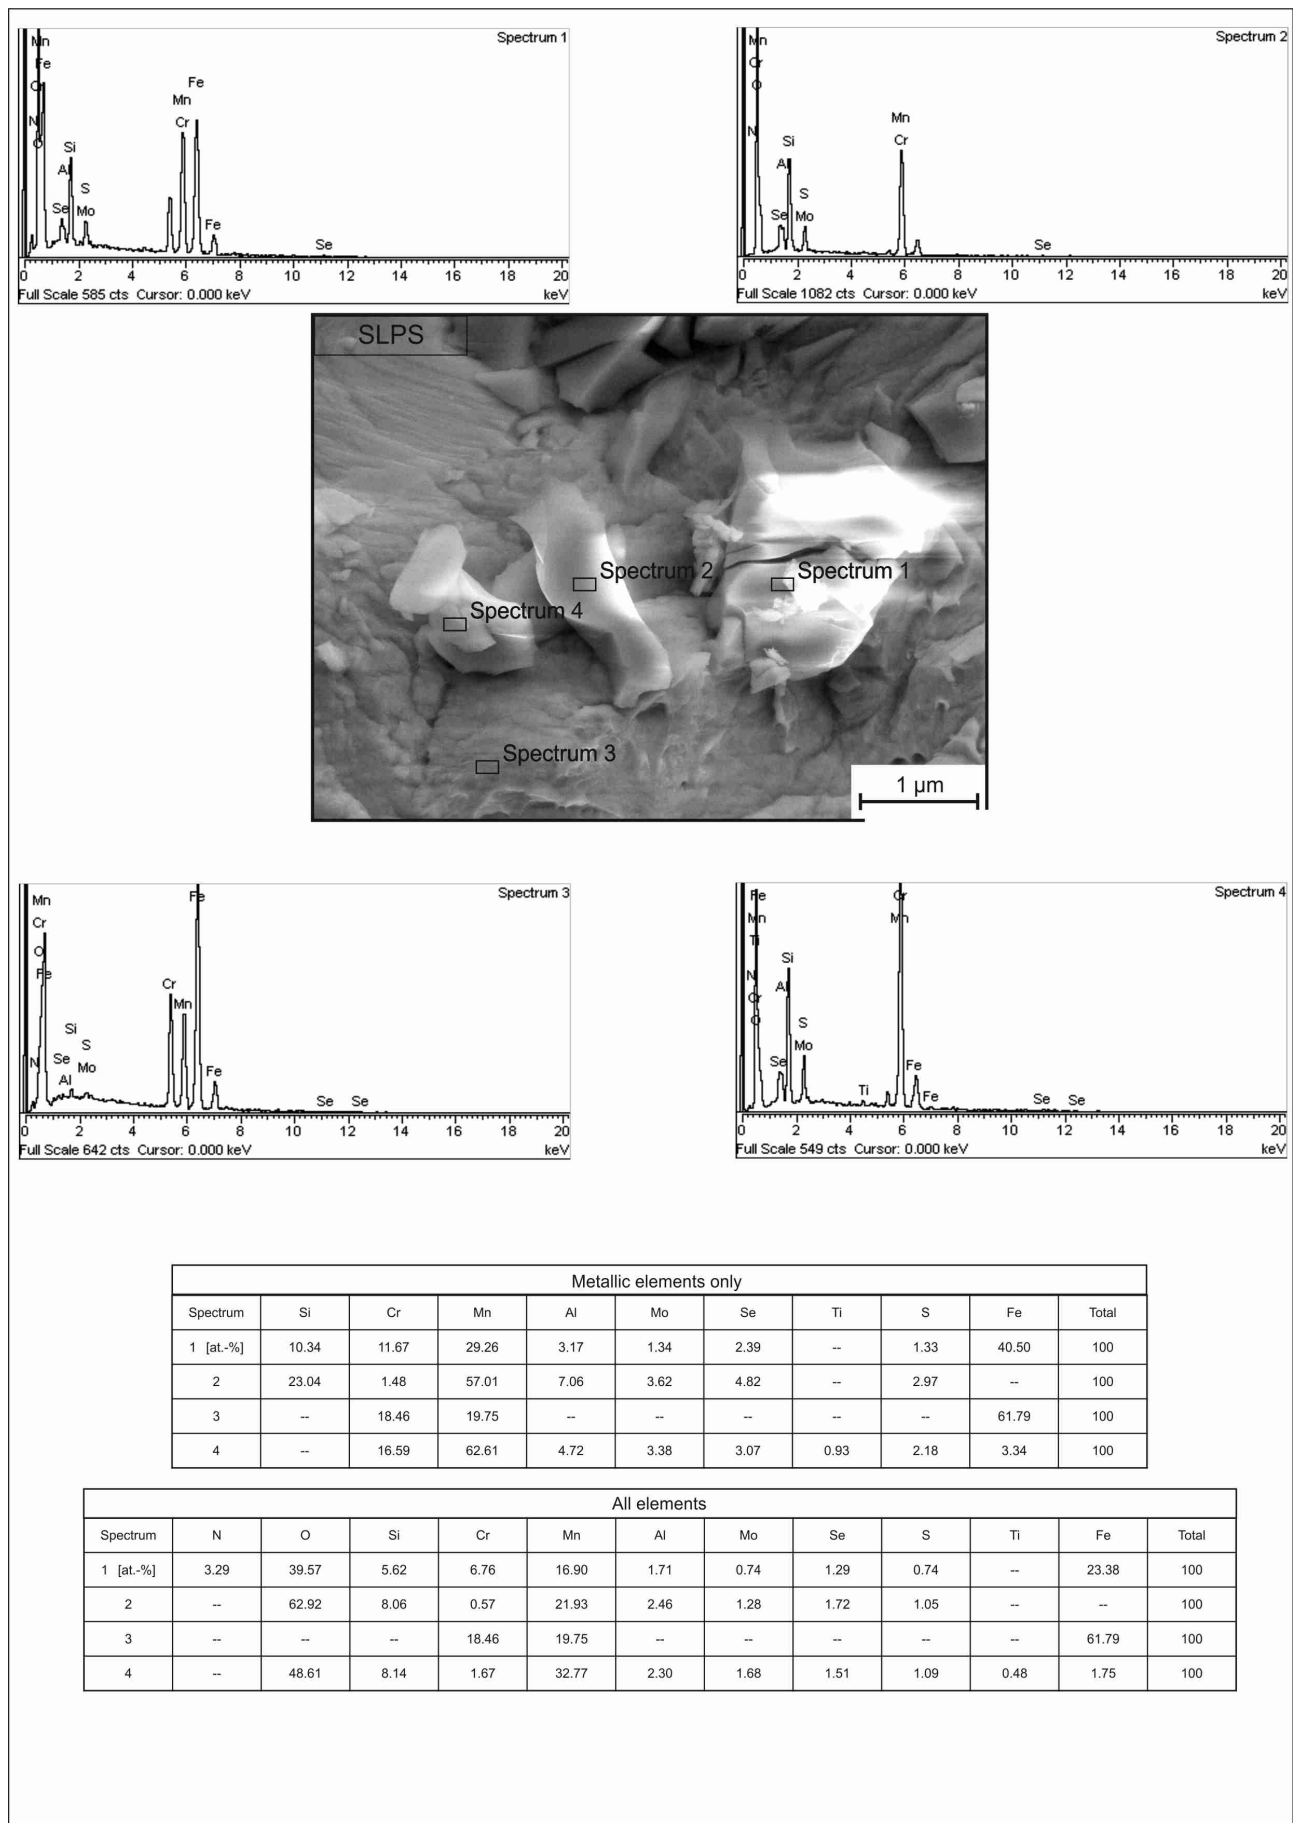 Spectrum 1
Mn
Fe
Fe
Mn
N
Cr
O
Si
Al
S
Se
Mo
Fe
Se
0 2 4 6 8 10 12 14 16 18 20
Full Scale 585 cts Cursor: 0.000 keV keV
Spectrum 2
Mn
Cr
O
N
Mn
Cr
Si
S
Se
Mo
Se
0 2 4 6 8 10 12 14 16 18 20
Full Scale 1082 cts Cursor: 0.000 keV keV
SLPS
Spectrum 2
Spectrum 1
Spectrum 4
Spectrum 3
1 µm
Spectrum 3
Mn
Fe
Cr
O
Fe
Cr
Mn
Si
S
Se
N
Mo
Al
Fe
Se Se
0 2 4 6 8 10 12 14 16 18 20
Full Scale 642 cts Cursor: 0.000 keV keV
Spectrum 4
Fe
Cr
Mn
Mn
Ti
Si
N
Al
Cr
O
S
Mo
Se
Fe
Ti
Fe
Se Se
0 2 4 6 8 10 12 14 16 18 20
Full Scale 549 cts Cursor: 0.000 keV keV
Metallic elements only
Spectrum Si Cr Mn Al Mo Se Ti S Fe Total
1 [at.-%] 10.34 11.67 29.26 3.17 1.34 2.39 -- 1.33 40.50 100
2 23.04 1.48 57.01 7.06 3.62 4.82 -- 2.97 -- 100
3 -- 18.46 19.75 -- -- -- -- -- 61.79 100
4 -- 16.59 62.61 4.72 3.38 3.07 0.93 2.18 3.34 100
All elements
Spectrum N O Si Cr Mn Al Mo Se S Ti Fe Total
1 [at.-%] 3.29 39.57 5.62 6.76 16.90 1.71 0.74 1.29 0.74 -- 23.38 100
2 -- 62.92 8.06 0.57 21.93 2.46 1.28 1.72 1.05 -- -- 100
3 -- -- -- 18.46 19.75 -- -- -- -- -- 61.79 100
4 -- 48.61 8.14 1.67 32.77 2.30 1.68 1.51 1.09 0.48 1.75 100